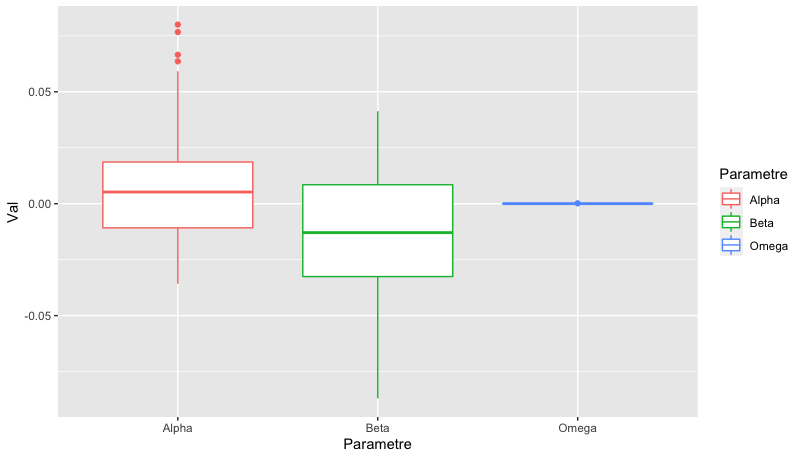 Val
0.05
0.00
-0.05
Alpha
Beta
Omega
Parametre
Parametre
Alpha
Beta
Omega